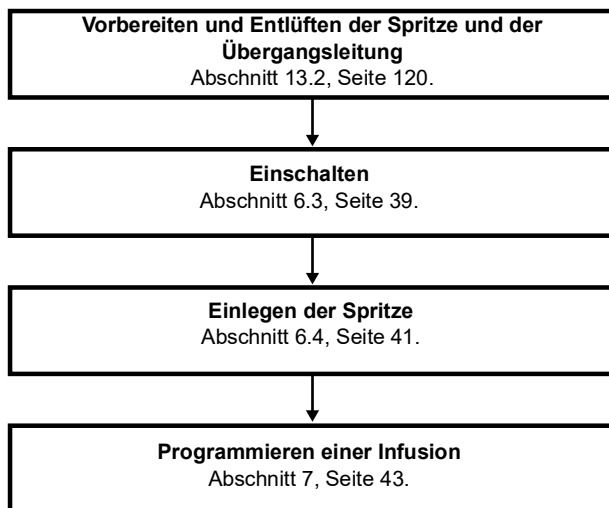 Vorbereiten und Entlüften der Spritze und der
Übergangsleitung
Abschnitt 13.2, Seite 120.
Einschalten
Abschnitt 6.3, Seite 39.
Einlegen der Spritze
Abschnitt 6.4, Seite 41.
Programmieren einer Infusion
Abschnitt 7, Seite 43.